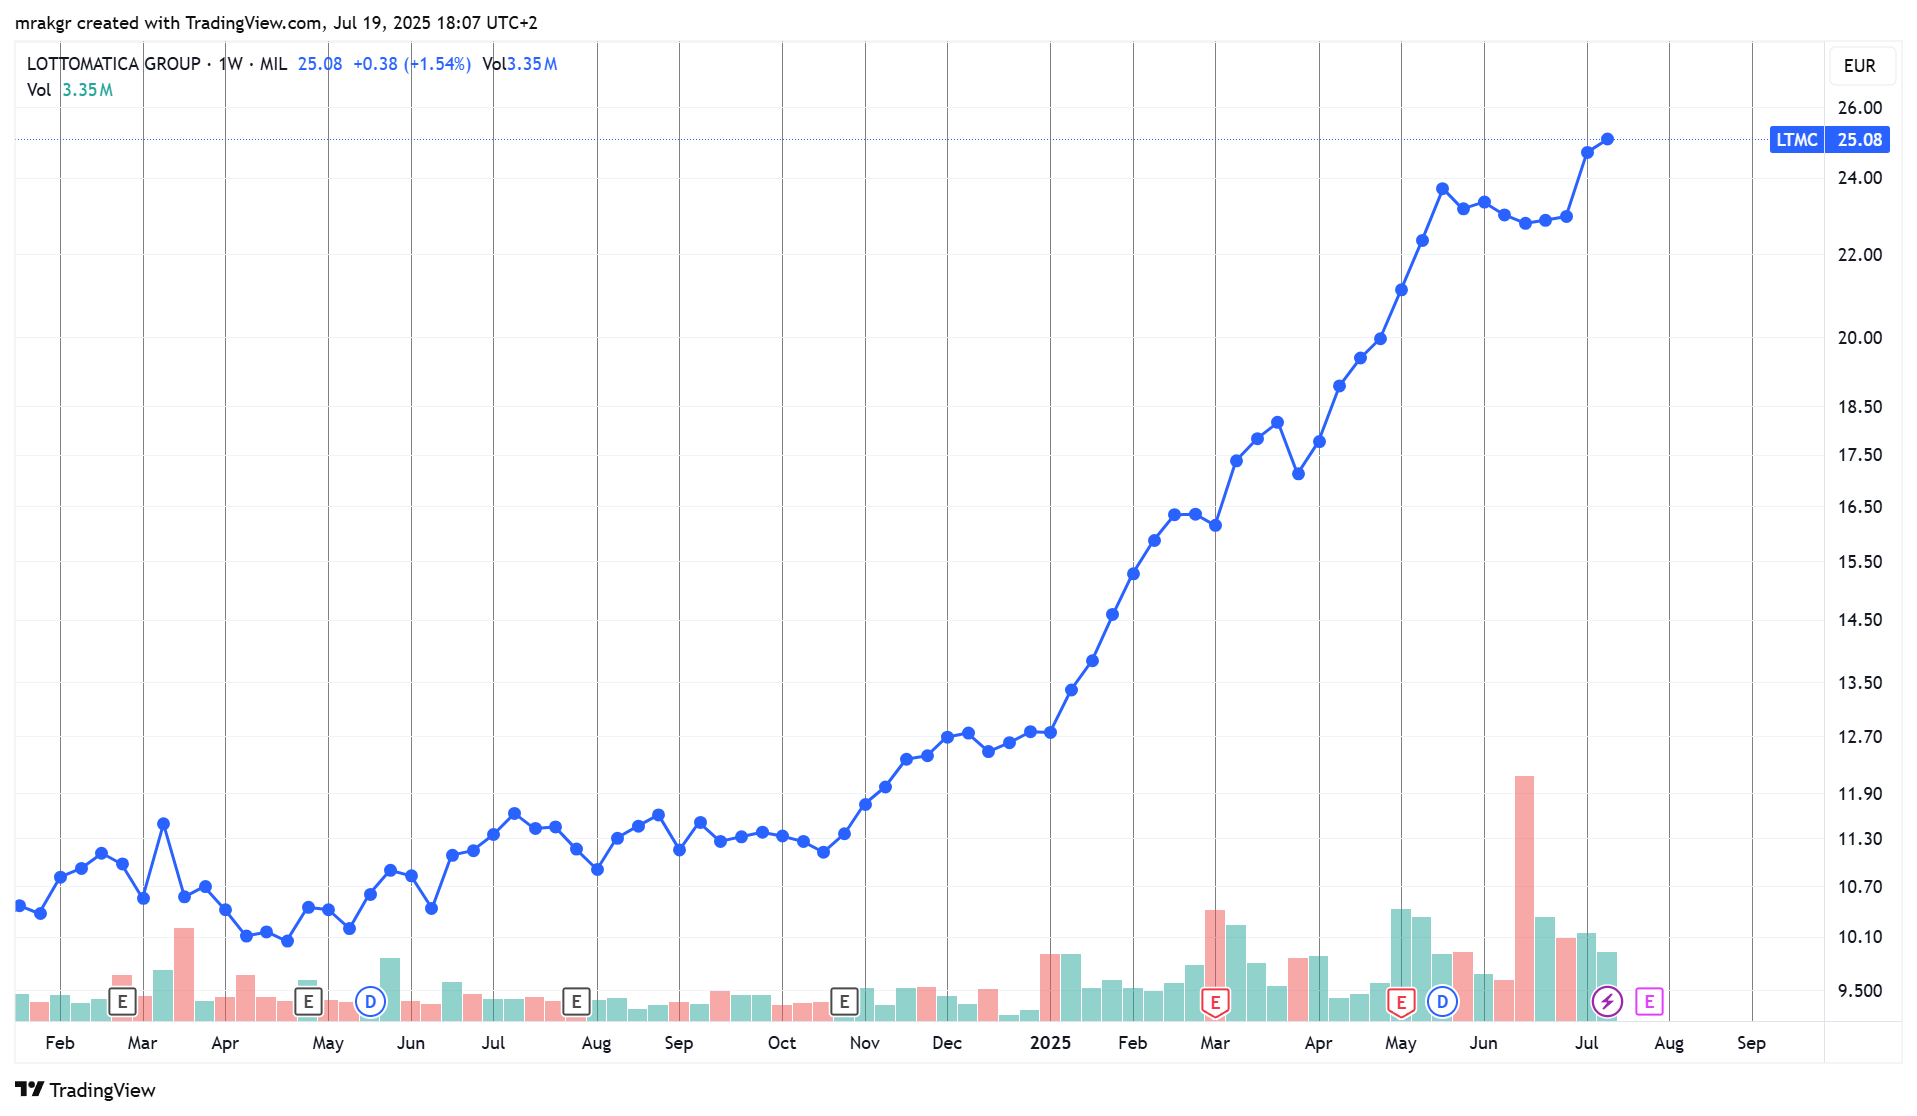 mrakgr created with TradingView.com, Jul 19, 2025 18:07 UTC+2
LOTTOMATICA GROUP · 1W · MIL 25.08 +0.38 (+1.54%) Vol3.35M
Vol 3.35M
EUR
26.00
LTMC 25.08
24.00
22.00
20.00
18.50
17.50
16.50
15.50
14.50
13.50
12.70
11.90
11.30
10.70
10.10
9.500
E E D E E E E D E
Feb Mar Apr May Jun Jul Aug Sep Oct Nov Dec 2025 Feb Mar Apr May Jun Jul Aug Sep
TradingView